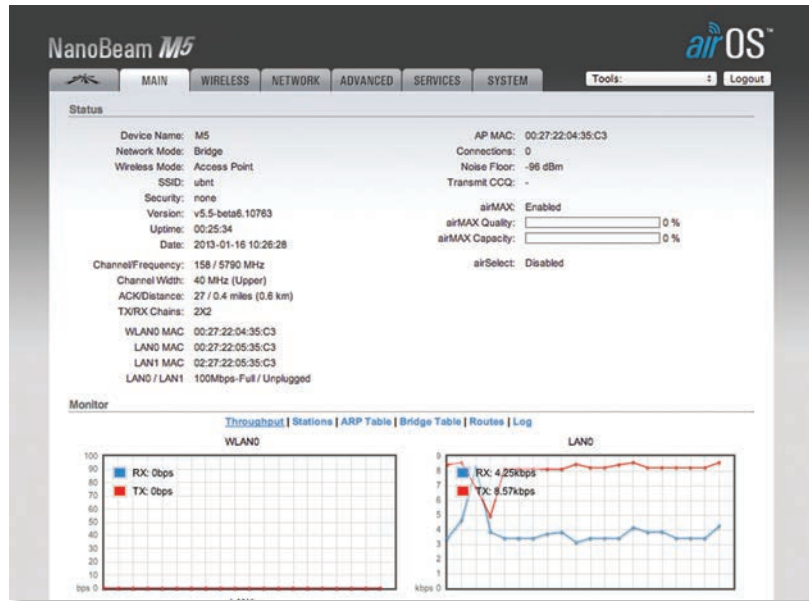 NanoBeam M5
airOS™
MAIN WIRELESS NETWORK ADVANCED SERVICES SYSTEM Tools: Logout
Status
Device Name: M5
Network Mode: Bridge
Wireless Mode: Access Point
SSID: ubnt
Security: none
Version: v5.5-beta6.10763
Uptime: 00:25:34
Date: 2013-01-16 10:26:28
Channel/Frequency: 158 / 5790 MHz
Channel Width: 40 MHz (Upper)
ACK/Distance: 27 / 0.4 miles (0.6 km)
TX/RX Chains: 2X2
WLAN0 MAC 00:27:22:04:35:C3
LAN0 MAC 00:27:22:05:35:C3
LAN1 MAC 02:27:22:05:35:C3
LAN0 / LAN1 100Mbps-Full / Unplugged
AP MAC: 00:27:22:04:35:C3
Connections: 0
Noise Floor: -96 dBm
Transmit CCQ: -
airMAX: Enabled
airMAX Quality: 0 %
airMAX Capacity: 0 %
airSelect: Disabled
Monitor
Throughput | Stations | ARP Table | Bridge Table | Routes | Log
WLAN0
100
90
80
70
60
50
40
30
20
10
bps 0
RX: 0bps
TX: 0bps
LAN0
9
8
7
6
5
4
3
2
1
kbps 0
RX: 4.25kbps
TX: 8.57kbps